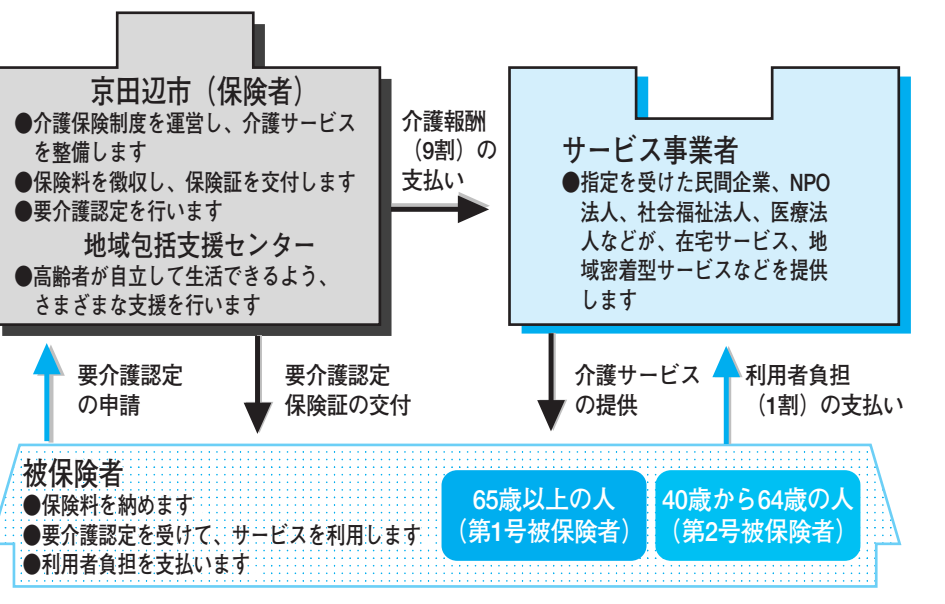 京田辺市（保険者）
●介護保険制度を運営し、介護サービス
を整備します
●保険料を徴収し、保険証を交付します
●要介護認定を行います
地域包括支援センター
●高齢者が自立して生活できるよう、
さまざまな支援を行います
介護報酬
（9割）の
支払い
サービス事業者
●指定を受けた民間企業、NPO
法人、社会福祉法人、医療法
人などが、在宅サービス、地
域密着型サービスなどを提供
します
要介護認定
の申請
要介護認定
保険証の交付
介護サービス
の提供
利用者負担
（1割）の支払い
被保険者
●保険料を納めます
●要介護認定を受けて、サービスを利用します
●利用者負担を支払います
65歳以上の人
（第1号被保険者）
40歳から64歳の人
（第2号被保険者）